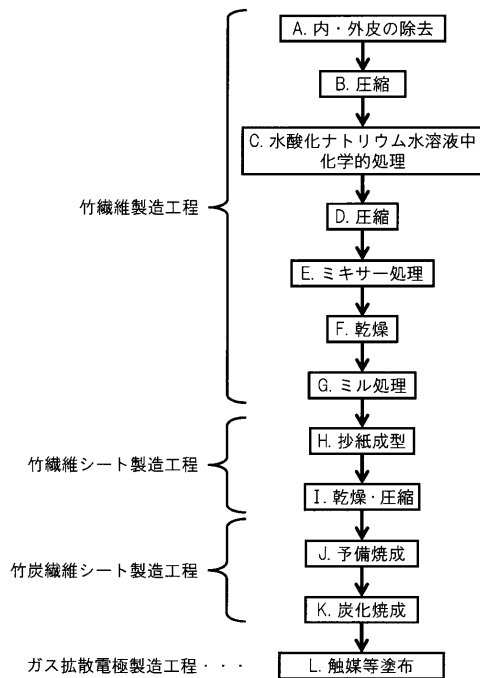 A. 内・外皮の除去
B. 圧縮
C. 水酸化ナトリウム水溶液中
化学的処理
竹繊維製造工程
D. 圧縮
E. ミキサー処理
F. 乾燥
G. ミル処理
H. 抄紙成型
竹繊維シート製造工程
I. 乾燥・圧縮
J. 予備焼成
竹炭繊維シート製造工程
K. 炭化焼成
ガス拡散電極製造工程・・・
L. 触媒等塗布